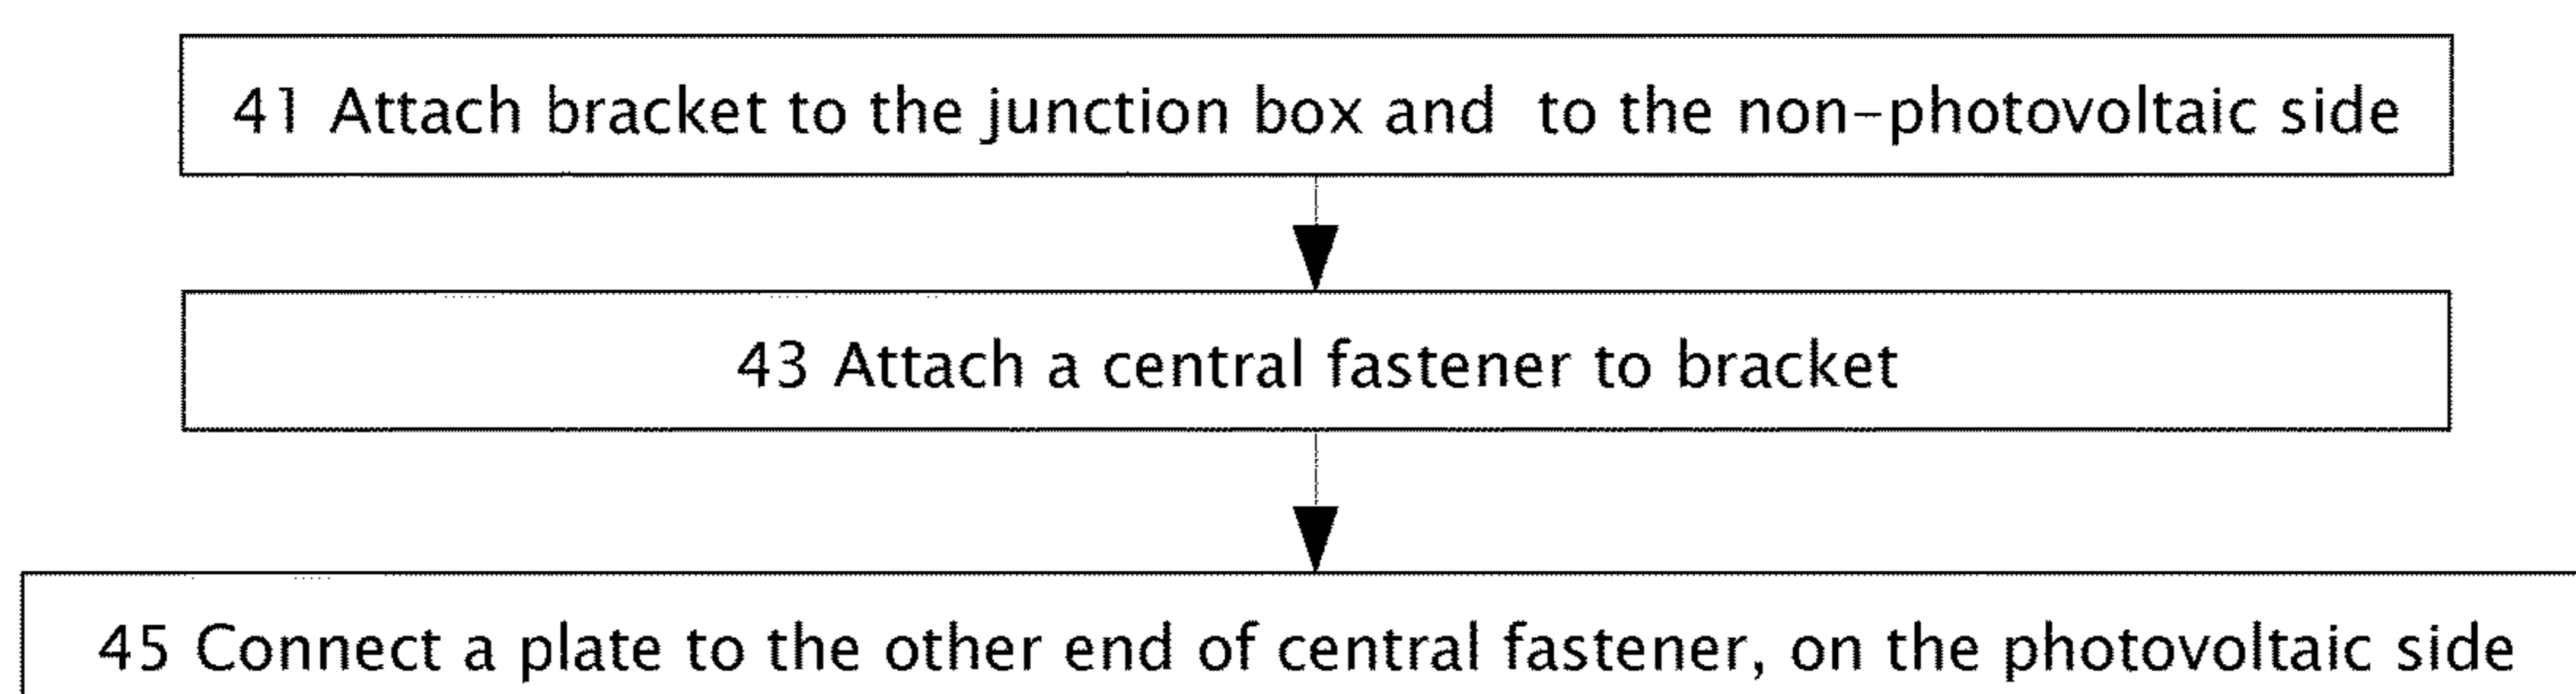 41 Attach bracket to the junction box and to the non-photovoltaic side
43 Attach a central fastener to bracket
45 Connect a plate to the other end of central fastener, on the photovoltaic side